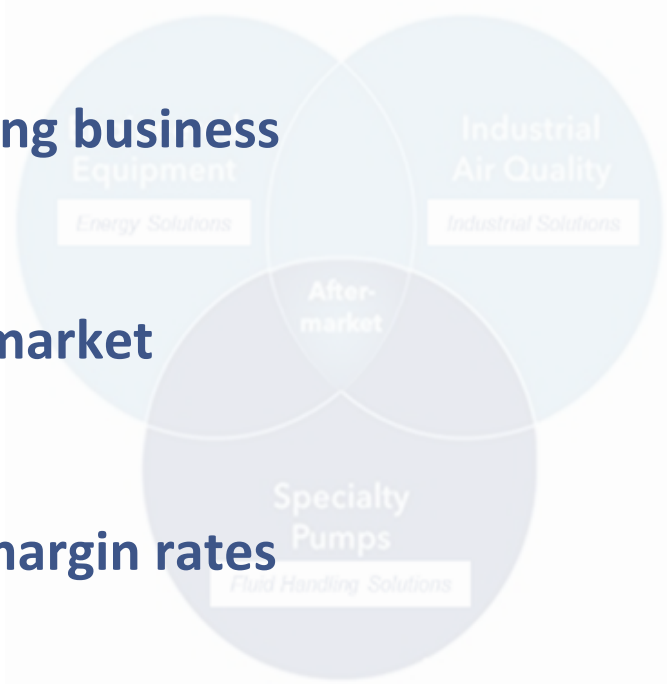 ng business
Equipment
Industrial
Air Quality
Energy Solutions
Industrial Solutions
After-
market
market
Specialty
Pumps
margin rates
Fluid Handling Solutions